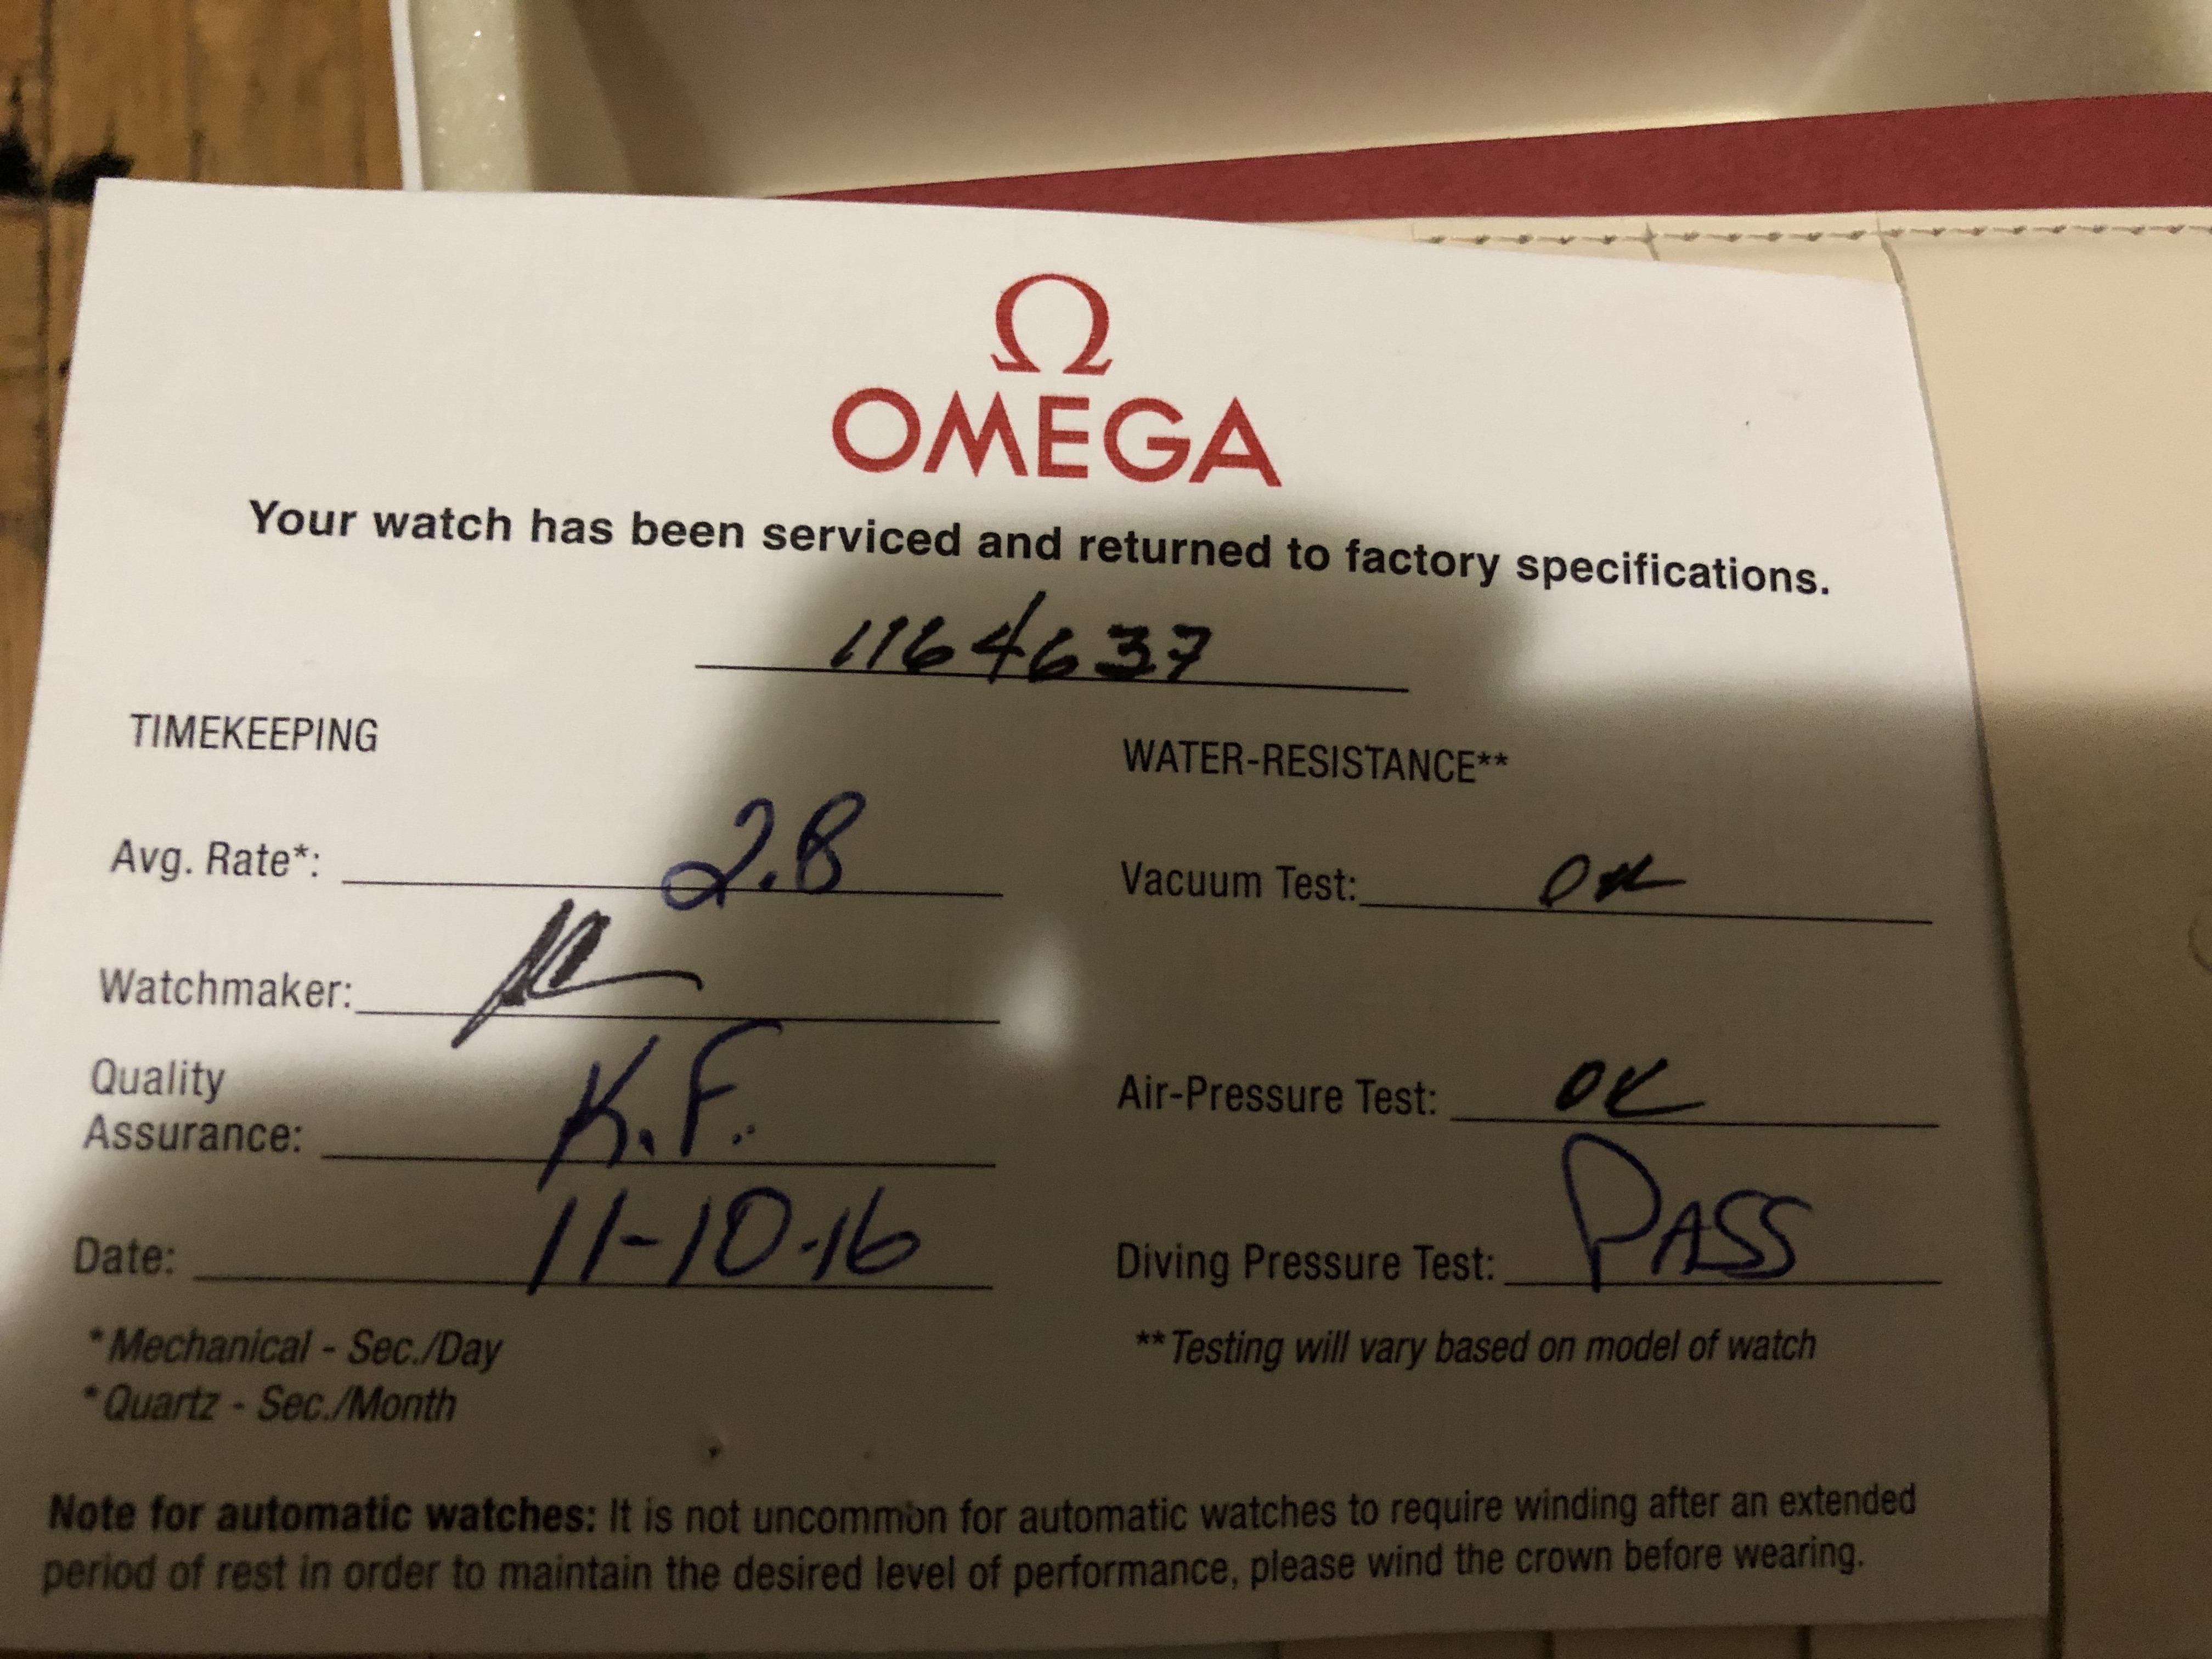 Ω
OMEGA
Your watch has been serviced and returned to factory specifications.
1164637
TIMEKEEPING
Avg. Rate*: 2.8
Watchmaker:
Quality
Assurance: K.F.
Date: 11-10-16
*Mechanical - Sec./Day
*Quartz - Sec./Month
WATER-RESISTANCE**
Vacuum Test: OK
Air-Pressure Test: OK
Diving Pressure Test: PASS
**Testing will vary based on model of watch
Note for automatic watches: It is not uncommon for automatic watches to require winding after an extended
period of rest in order to maintain the desired level of performance, please wind the crown before wearing.